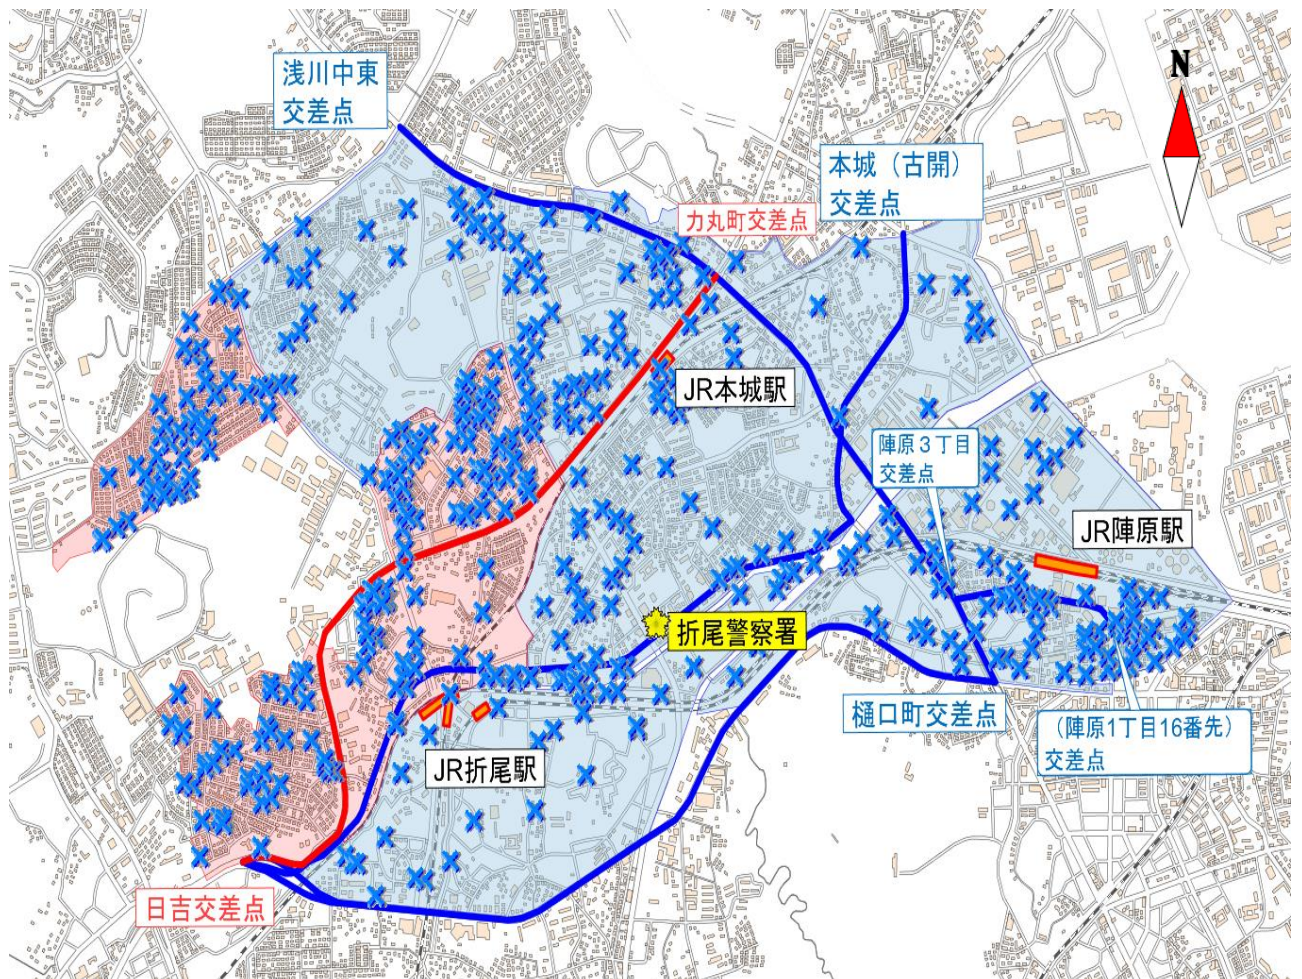 浅川中東
交差点
N
本城（古開）
交差点
力丸町交差点
JR本城駅
陣原３丁目
交差点
JR陣原駅
折尾警察署
樋口町交差点
（陣原1丁目16番先）
交差点
JR折尾駅
日吉交差点